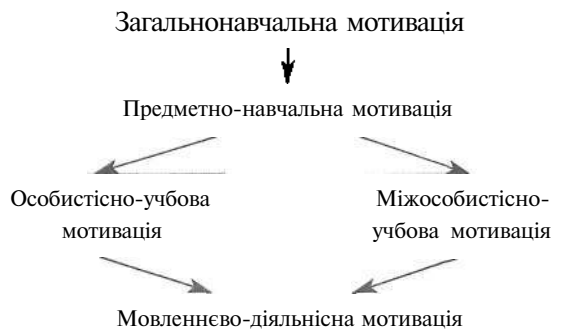 Загальнонавчальна мотивація
Предметно-навчальна мотивація
Особистісно-учбова
мотивація
Міжособистісно-
учбова мотивація
Мовленнєво-діяльнісна мотивація